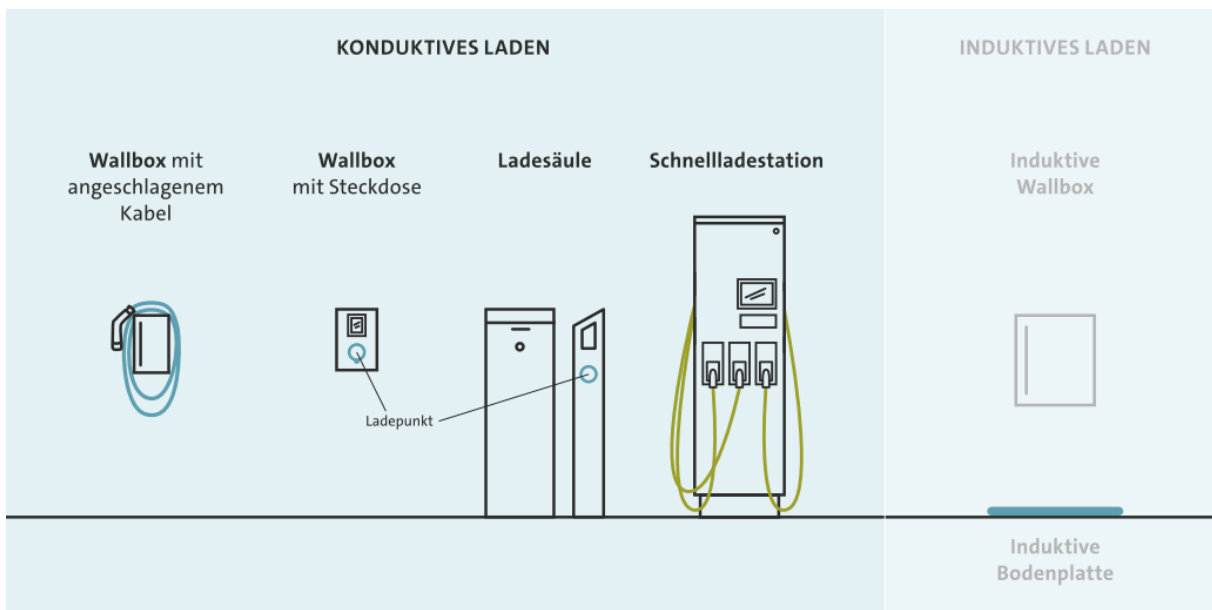 KONDUKTIVES LADEN
INDUKTIVES LADEN
Wallbox mit
angeschlagenem
Kabel
Wallbox
mit Steckdose
Ladesäule
Schnellladestation
Induktive
Wallbox
Ladepunkt
Induktive
Bodenplatte